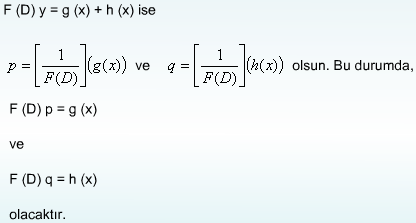 F (D) y = g (x) + h (x) ise
p = [ 1 / F(D) ] (g(x)) ve q = [ 1 / F(D) ] (h(x)) olsun. Bu durumda,
F (D) p = g (x)
ve
F (D) q = h (x)
olacaktır.